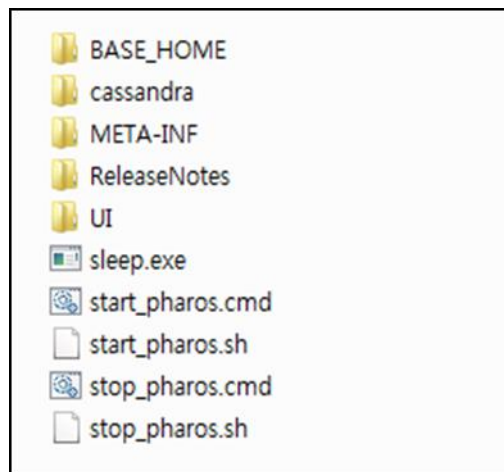 BASE_HOME
cassandra
META-INF
ReleaseNotes
UI
sleep.exe
start_pharos.cmd
start_pharos.sh
stop_pharos.cmd
stop_pharos.sh